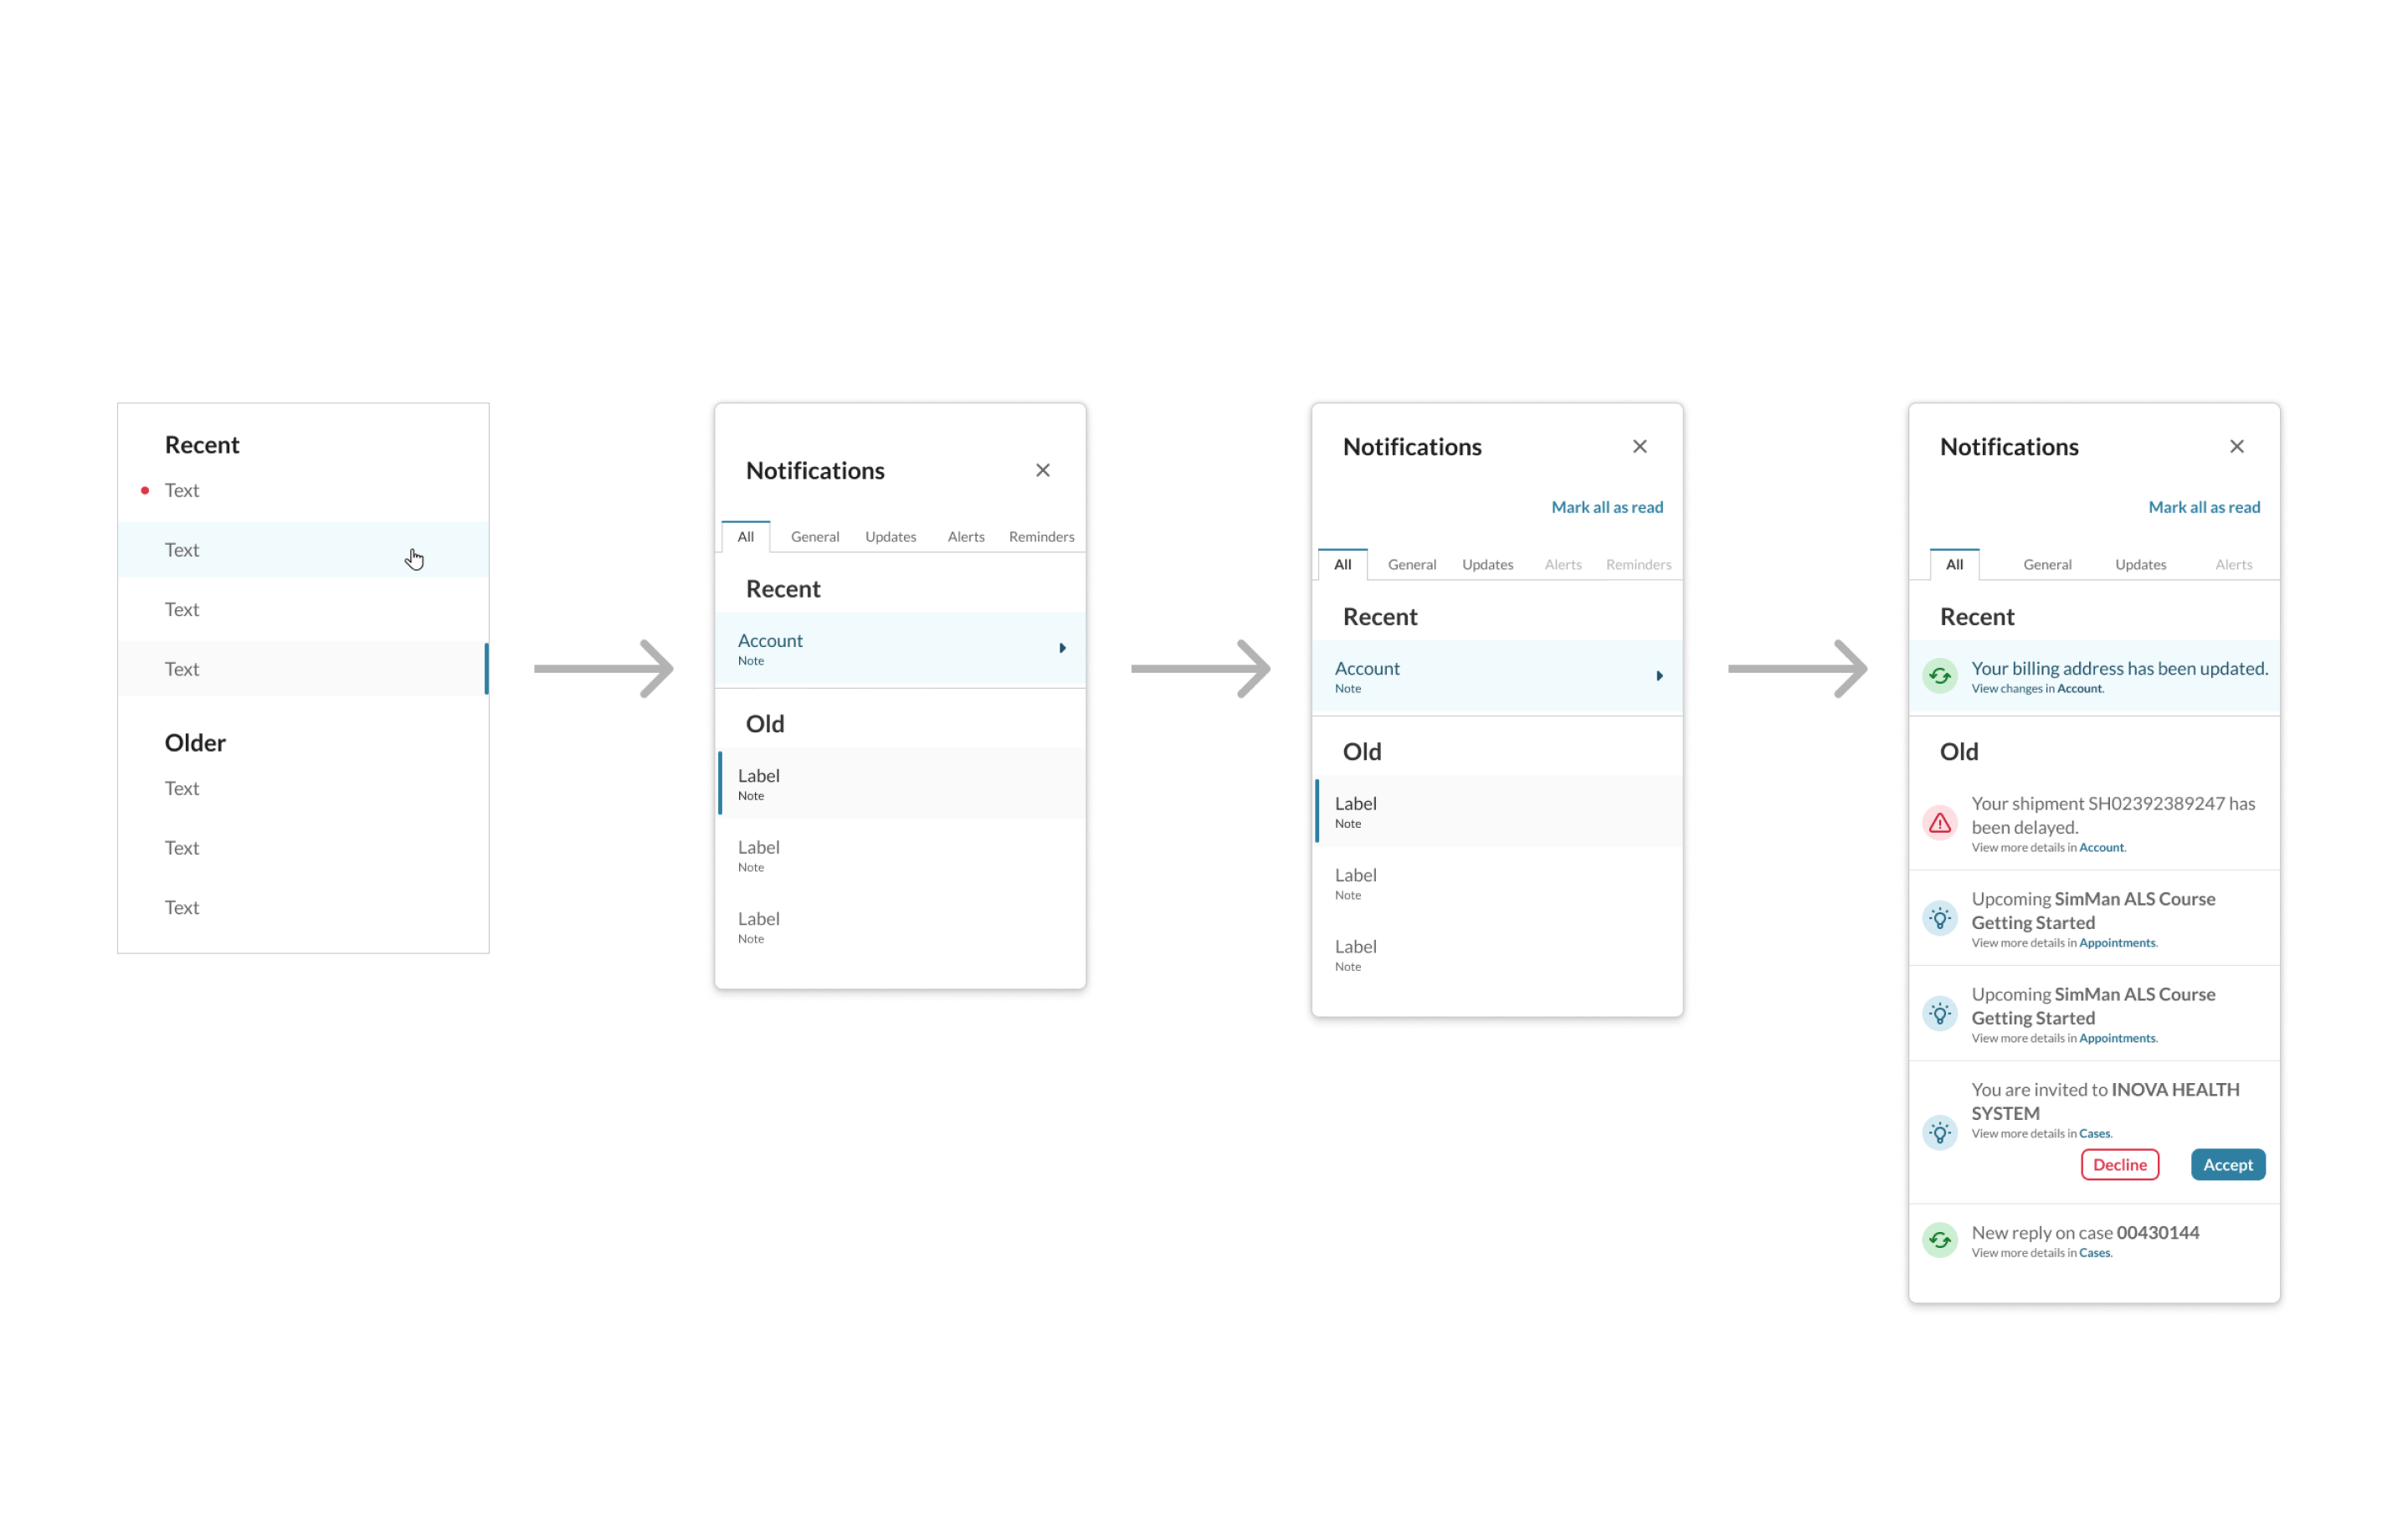 Recent
Text
Text
Text
Text
Older
Text
Text
Text
Notifications
All General Updates Alerts Reminders
Recent
Account
Note
Old
Label
Note
Label
Note
Label
Note
Notifications
Mark all as read
All General Updates Alerts Reminders
Recent
Account
Note
Old
Label
Note
Label
Note
Label
Note
Notifications
Mark all as read
All General Updates Alerts
Recent
Your billing address has been updated.
View changes in Account.
Old
Your shipment SH02392389247 has
been delayed.
View more details in Account.
Upcoming SimMan ALS Course
Getting Started
View more details in Appointments.
Upcoming SimMan ALS Course
Getting Started
View more details in Appointments.
You are invited to INOVA HEALTH
SYSTEM
View more details in Cases.
Decline Accept
New reply on case 00430144
View more details in Cases.